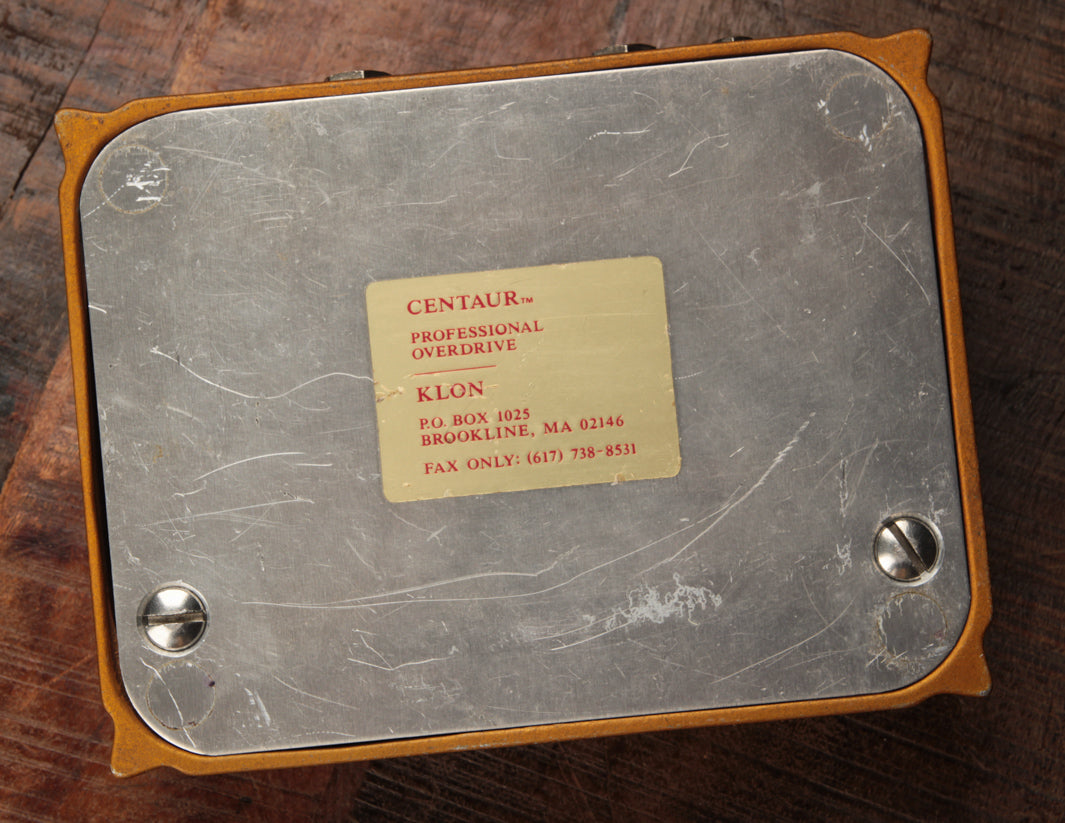 CENTAUR™
PROFESSIONAL
OVERDRIVE
KLON
P.O. BOX 1025
BROOKLINE, MA 02146
FAX ONLY: (617) 738-8531